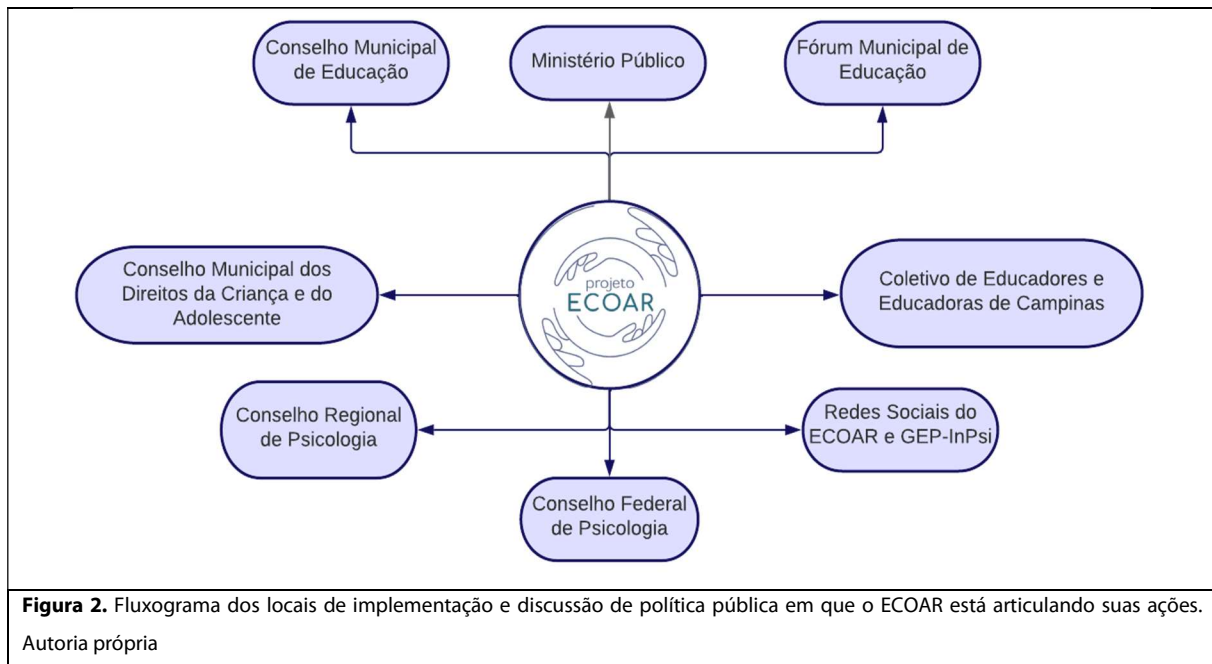 Conselho Municipal
de Educação
Ministério Público
Fórum Municipal de
Educação
Conselho Municipal dos
Direitos da Criança e do
Adolescente
projeto
ECOAR
Coletivo de Educadores e
Educadoras de Campinas
Conselho Regional
de Psicologia
Redes Sociais do
ECOAR e GEP-InPsi
Conselho Federal
de Psicologia
Figura 2. Fluxograma dos locais de implementação e discussão de política pública em que o ECOAR está articulando suas ações.
Autoria própria